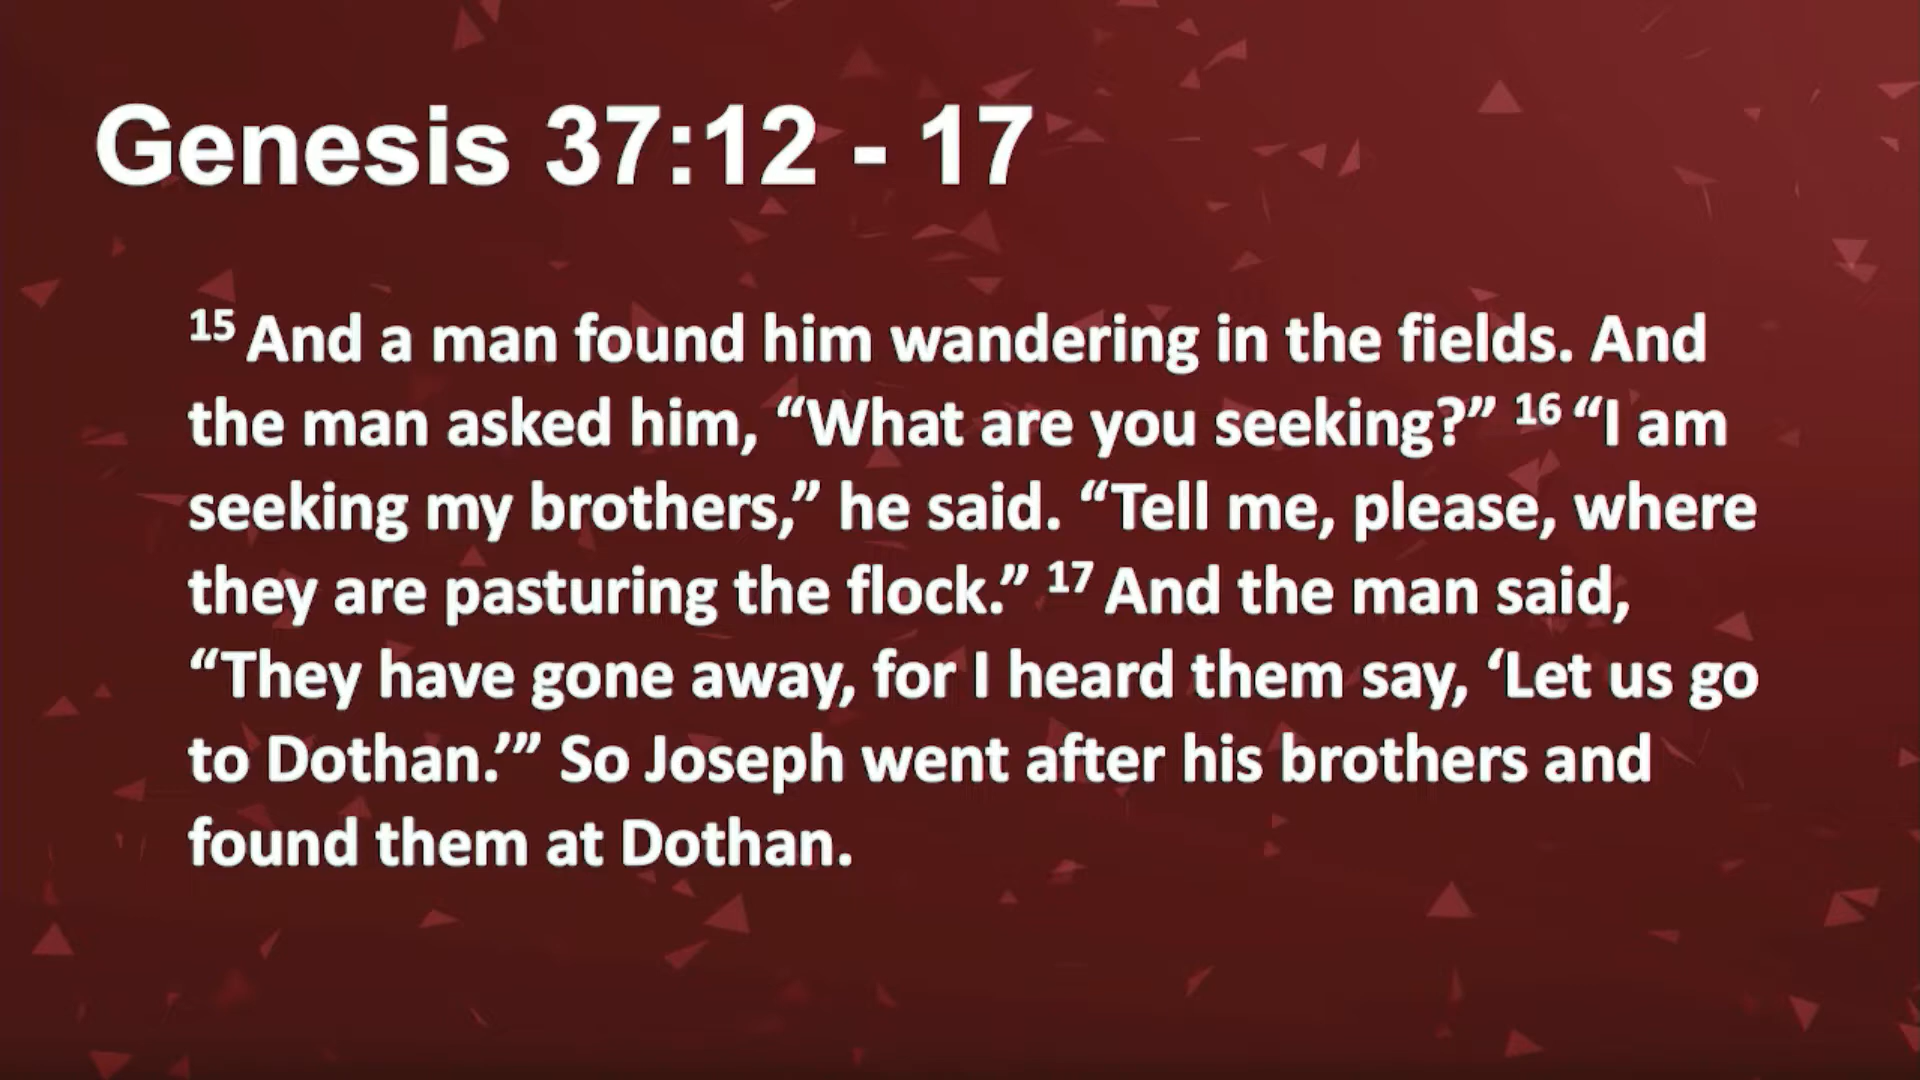 Genesis 37:12 - 17
15 And a man found him wandering in the fields. And
the man asked him, “What are you seeking?” 16 “I am
seeking my brothers,” he said. “Tell me, please, where
they are pasturing the flock.” 17 And the man said,
“They have gone away, for I heard them say, ‘Let us go
to Dothan.’” So Joseph went after his brothers and
found them at Dothan.